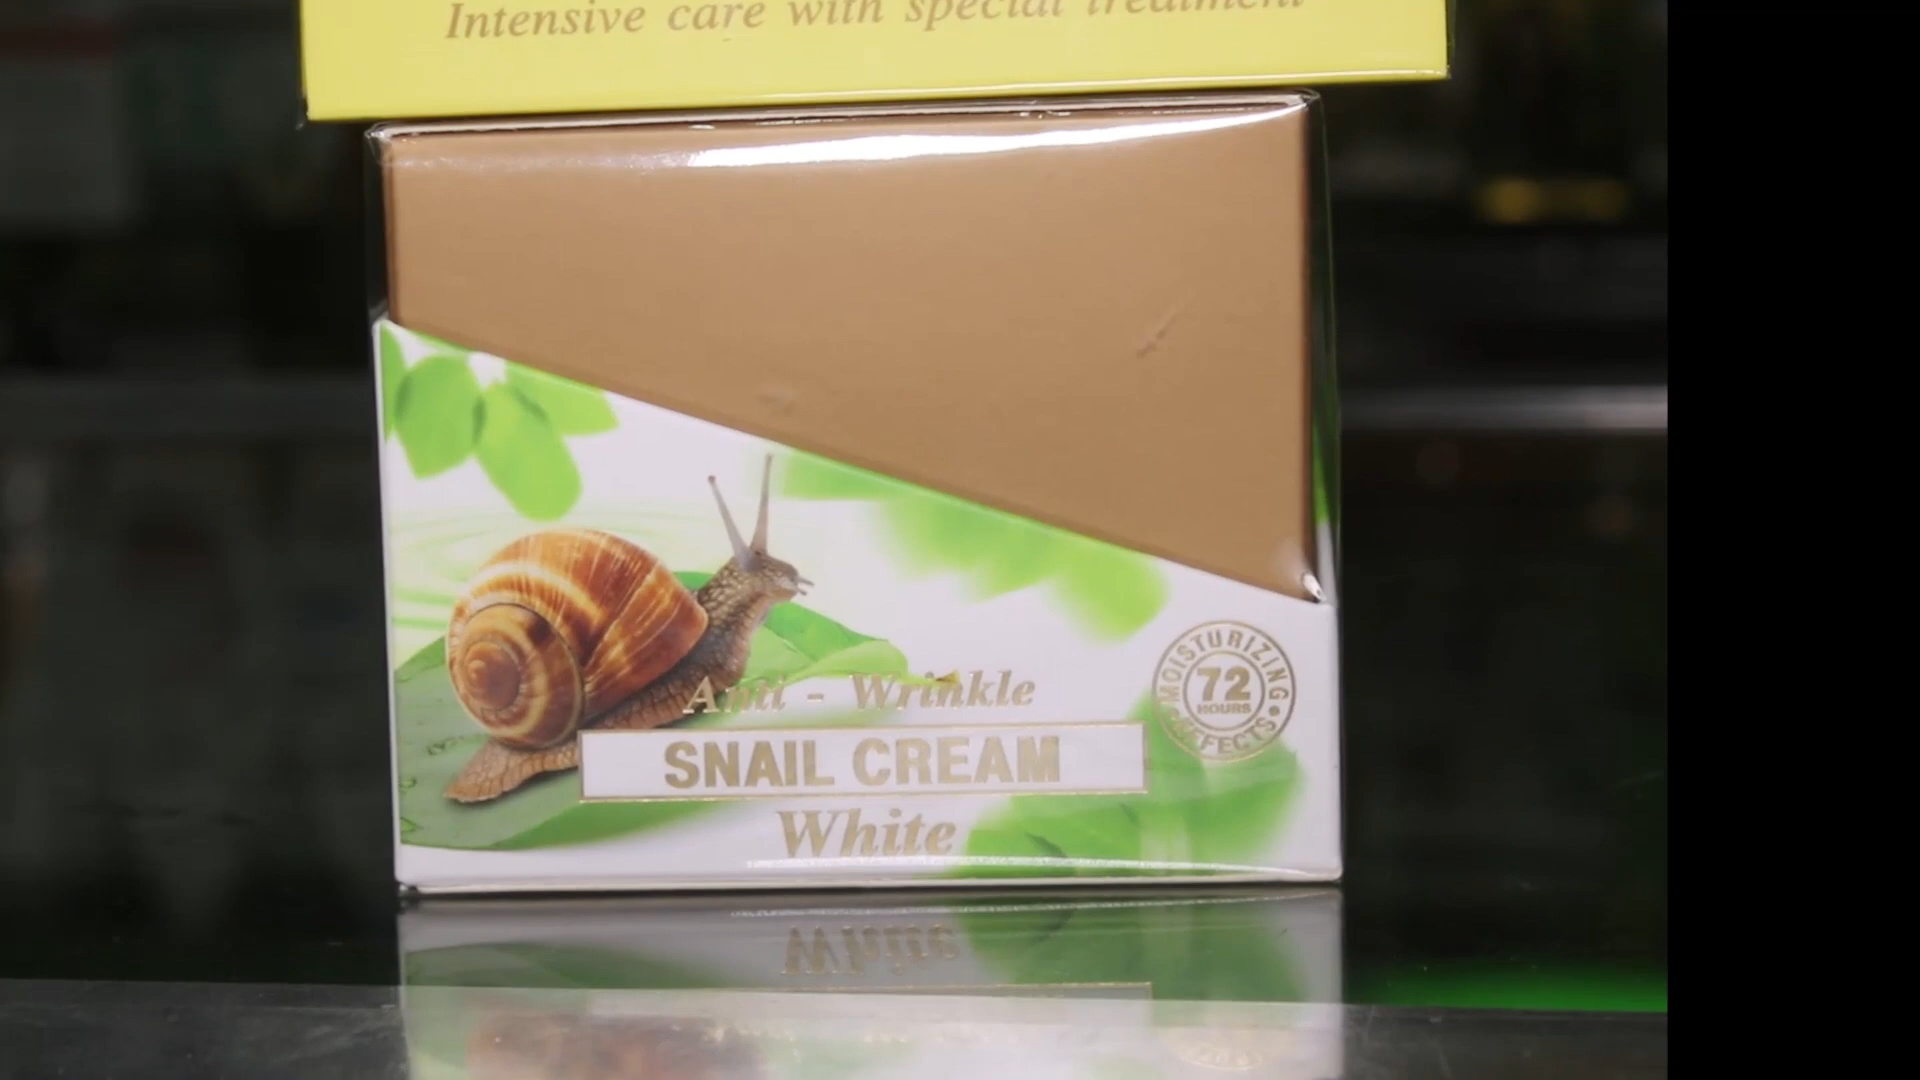 Intensive care with special treatment
Anti - Wrinkle
SNAIL CREAM
White
MOISTURIZING
72
HOURS
EFFECTS